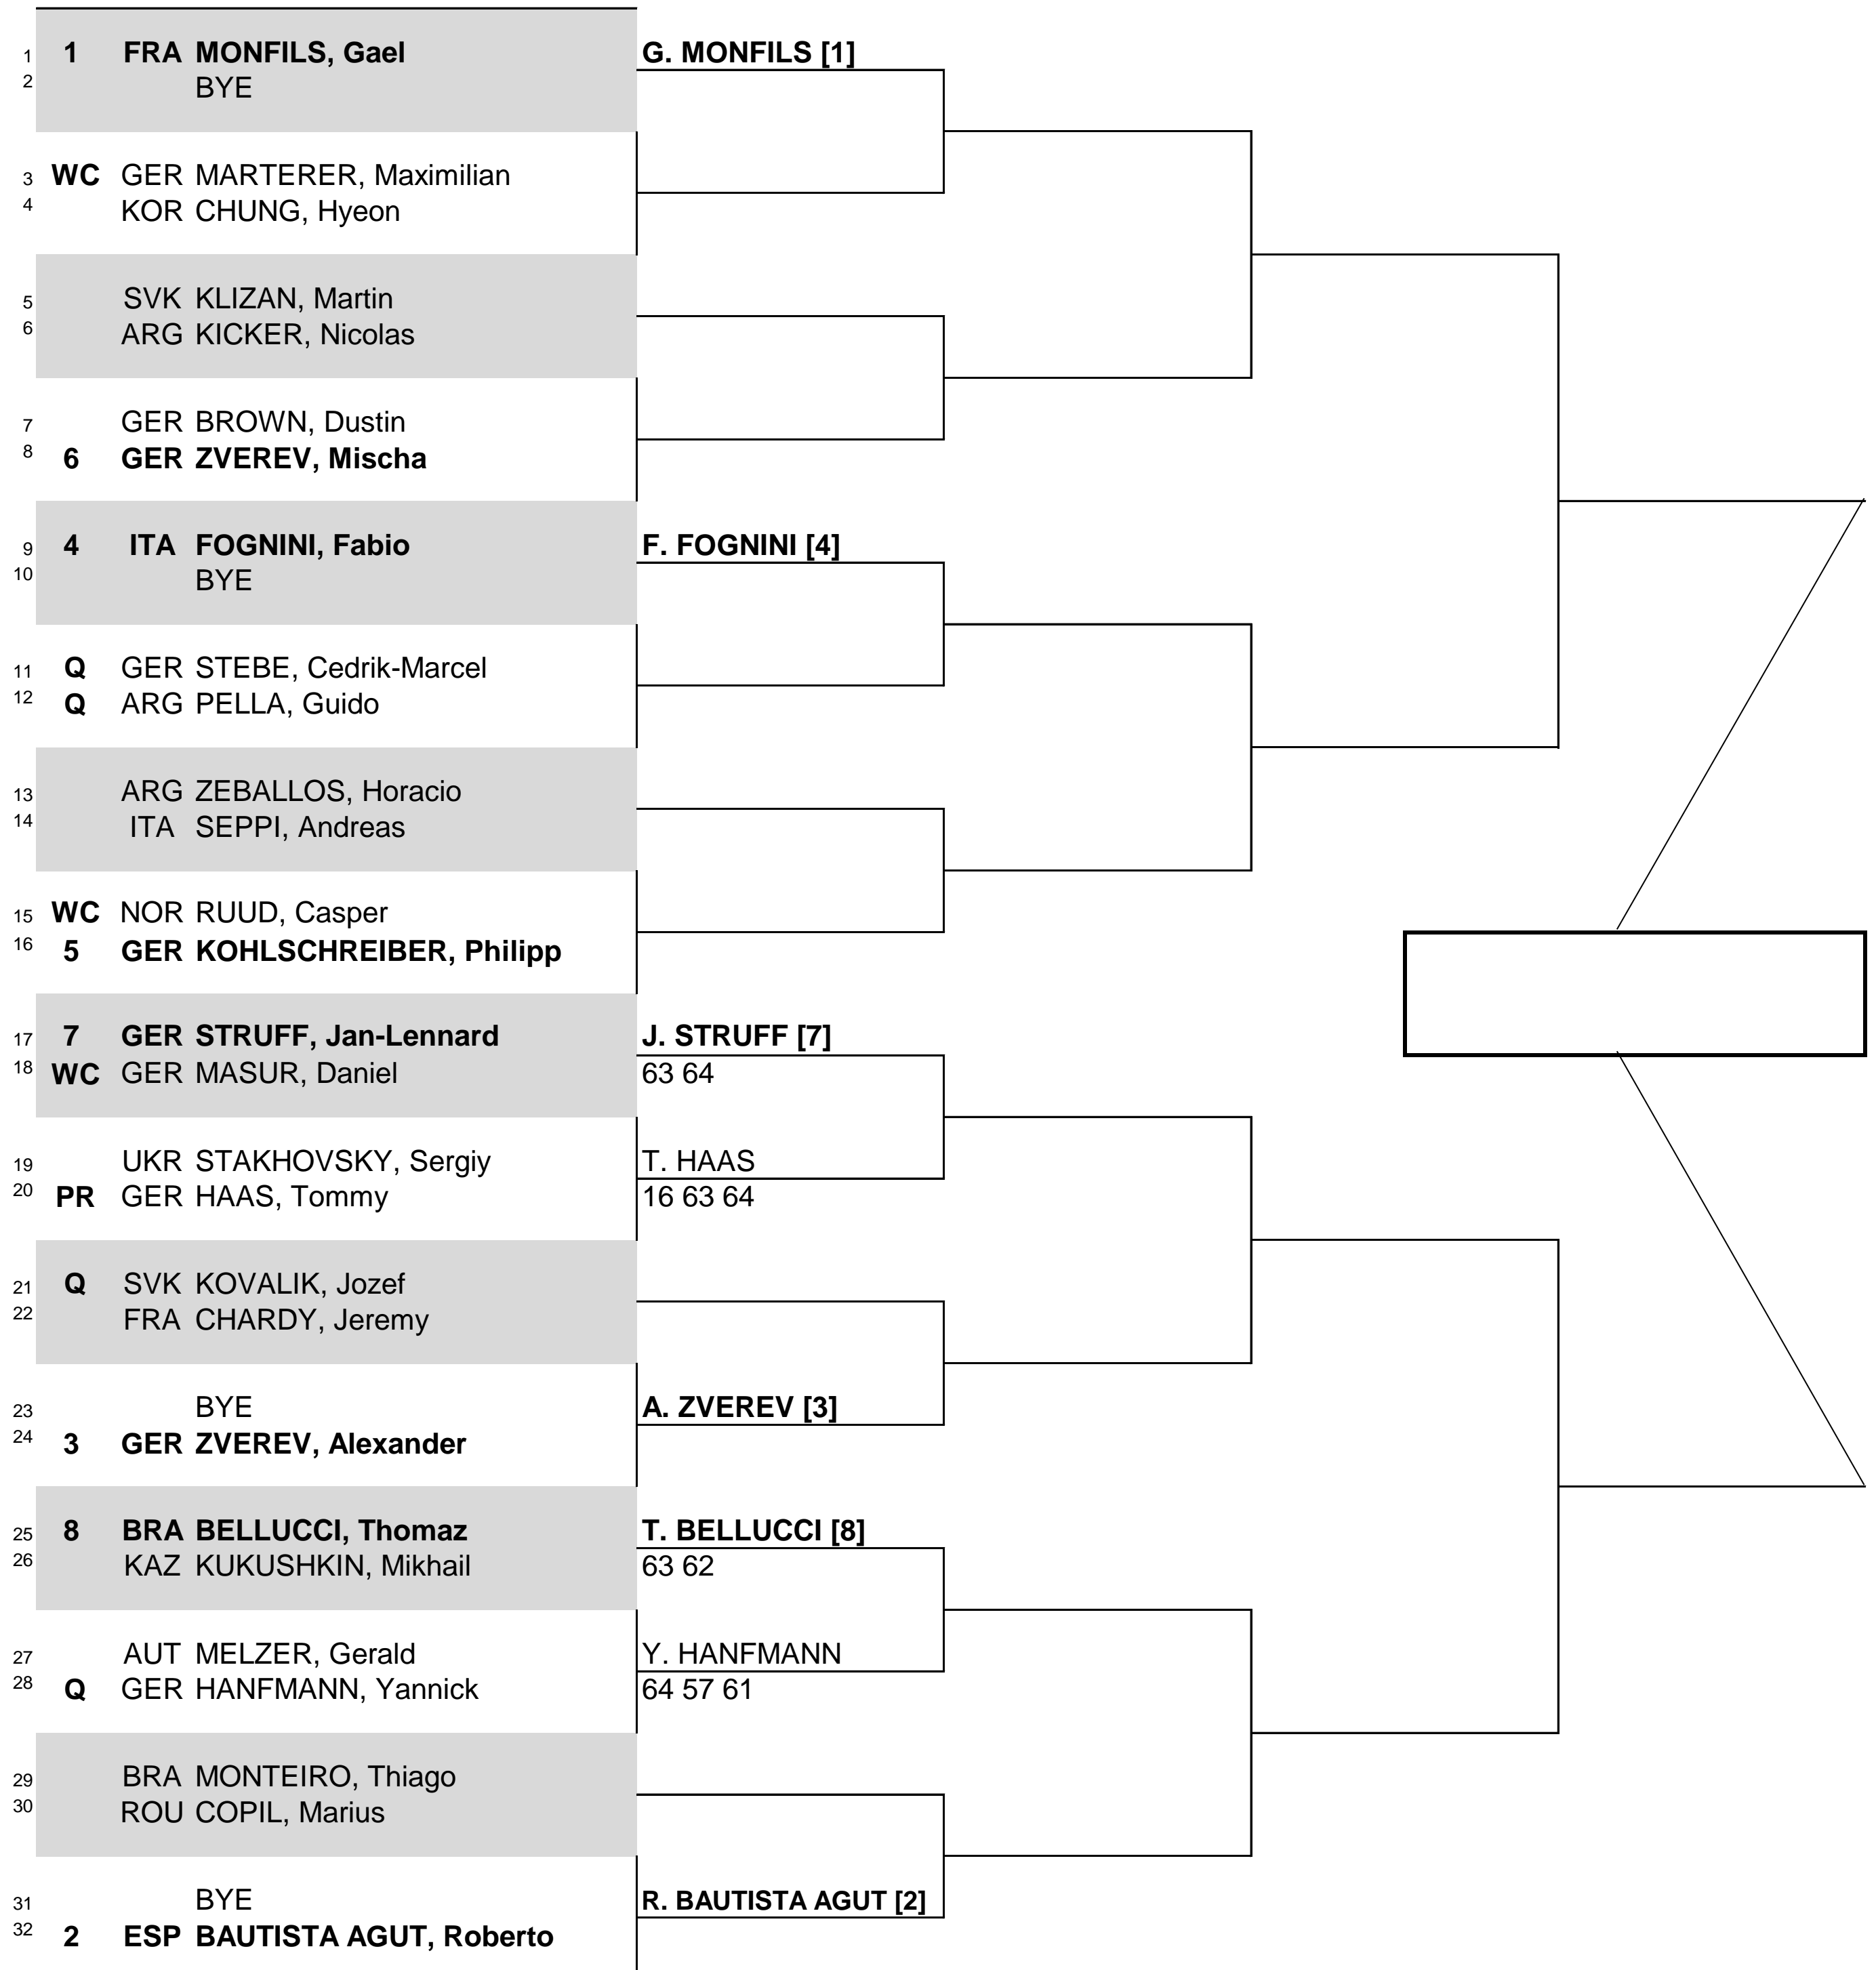 1 1 FRA MONFILS, Gael G. MONFILS [1]
2 BYE
3 WC GER MARTERER, Maximilian
4 KOR CHUNG, Hyeon
5 SVK KLIZAN, Martin
6 ARG KICKER, Nicolas
7 GER BROWN, Dustin
8 6 GER ZVEREV, Mischa
9 4 ITA FOGNINI, Fabio F. FOGNINI [4]
10 BYE
11 Q GER STEBE, Cedrik-Marcel
12 Q ARG PELLA, Guido
13 ARG ZEBALLOS, Horacio
14 ITA SEPPI, Andreas
15 WC NOR RUUD, Casper
16 5 GER KOHLSCHREIBER, Philipp
17 7 GER STRUFF, Jan-Lennard J. STRUFF [7]
18 WC GER MASUR, Daniel 63 64
19 UKR STAKHOVSKY, Sergiy T. HAAS
20 PR GER HAAS, Tommy 16 63 64
21 Q SVK KOVALIK, Jozef
22 FRA CHARDY, Jeremy
23 BYE A. ZVEREV [3]
24 3 GER ZVEREV, Alexander
25 8 BRA BELLUCCI, Thomaz T. BELLUCCI [8]
26 KAZ KUKUSHKIN, Mikhail 63 62
27 AUT MELZER, Gerald Y. HANFMANN
28 Q GER HANFMANN, Yannick 64 57 61
29 BRA MONTEIRO, Thiago
30 ROU COPIL, Marius
31 BYE R. BAUTISTA AGUT [2]
32 2 ESP BAUTISTA AGUT, Roberto